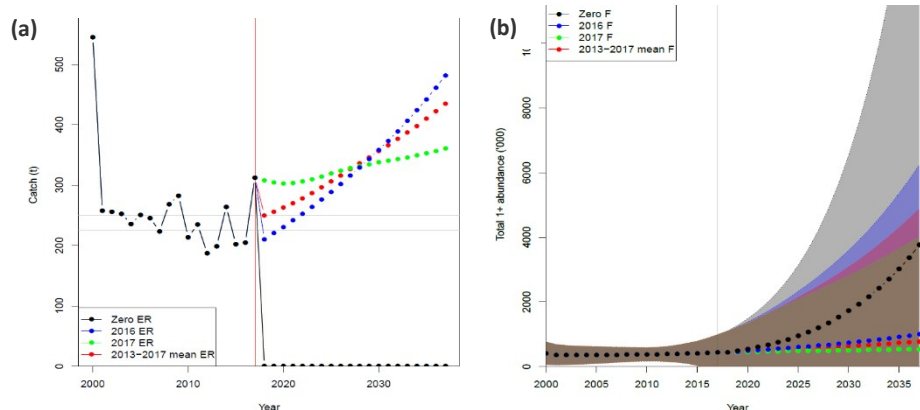 (a)
500
400
300
200
100
0
Catch (t)
Zero ER
2016 ER
2017 ER
2013−2017 mean ER
2000
2010
2020
2030
Year
(b)
Zero F
2016 F
2017 F
2013−2017 mean F
8000
6000
4000
2000
0
Total 1+ abundance ('000)
2000
2005
2010
2015
2020
2025
2030
2035
Year